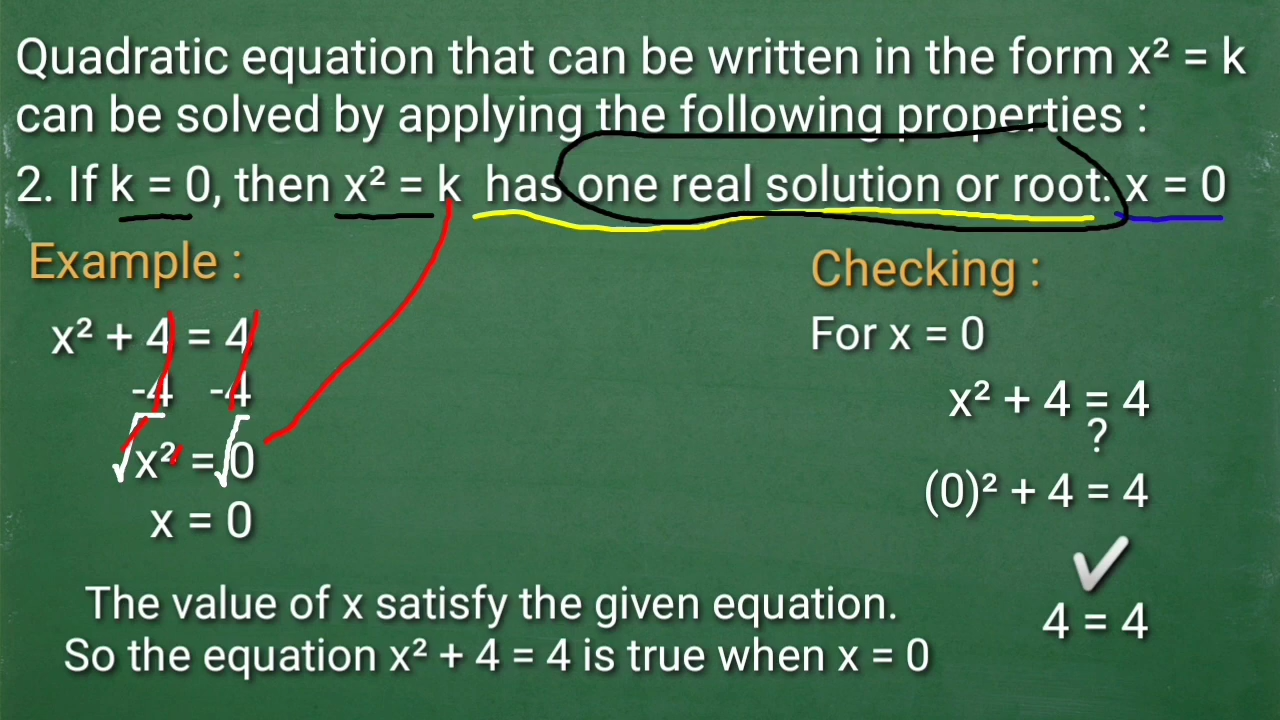 Quadratic equation that can be written in the form x² = k
can be solved by applying the following properties :
2. If k = 0, then x² = k has one real solution or root: x = 0
Example :
x² + 4 = 4
-4 -4
√x² = √0
x = 0
Checking :
For x = 0
x² + 4 = 4
?
(0)² + 4 = 4
✓
4 = 4
The value of x satisfy the given equation.
So the equation x² + 4 = 4 is true when x = 0